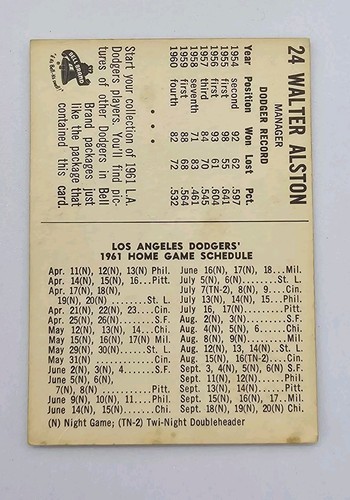 24 WALTER ALSTON
MANAGER
DODGER RECORD
Year Position Won Lost Pct.
1954 second 92 62 .597
1955 first 98 55 .641
1956 first 93 61 .604
1957 third 84 70 .545
1958 seventh 71 83 .461
1959 first 88 68 .564
1960 fourth 82 72 .532
• • •
Start your collection of 1961 L.A.
Dodgers players. You'll find pic-
tures of other Dodgers in Bell
Brand packages just
like the package that
contained this card.
BELL BRAND
LOS ANGELES DODGERS'
1961 HOME GAME SCHEDULE
Apr. 11(N), 12(N), 13(N) Phil.
Apr. 14(N), 15(N), 16..Pitt.
Apr. 17(N), 18(N),
19(N), 20(N)..........St. L.
Apr. 21(N), 22(N), 23....Cin.
Apr. 25(N), 26(N)........S.F.
May 12(N), 13(N), 14...Chi.
May 15(N), 16(N), 17(N) Mil.
May 29(N), 30(N)......St. L.
May 31(N)...............Cin.
June 2(N), 3(N), 4........S.F.
June 5(N), 6(N),
7(N), 8(N)..............Pitt.
June 9(N), 10(N), 11...Phil.
June 14(N), 15(N)......Chi.
June 16(N), 17(N), 18...Mil.
July 5(N), 6(N)..........St. L.
July 7(TN-2), 8(N), 9....Cin.
July 13(N), 14(N), 15...Phil.
July 16, 17(N)...........Pitt.
Aug. 2(N), 3(N)..........S.F.
Aug. 4(N), 5(N), 6......Chi.
Aug. 8(N), 9(N)..........Mil.
Aug. 12(N), 13, 14(N)..St. L.
Aug. 15(N), 16(TN-2)...Cin.
Sept. 3, 4(N), 5(N), 6(N) S.F.
Sept. 11(N), 12(N)......Phil.
Sept. 13(N), 14(N)......Pitt.
Sept. 15(N), 16(N), 17..Mil.
Sept. 18(N), 19(N), 20(N) Chi.
(N) Night Game; (TN-2) Twi-Night Doubleheader